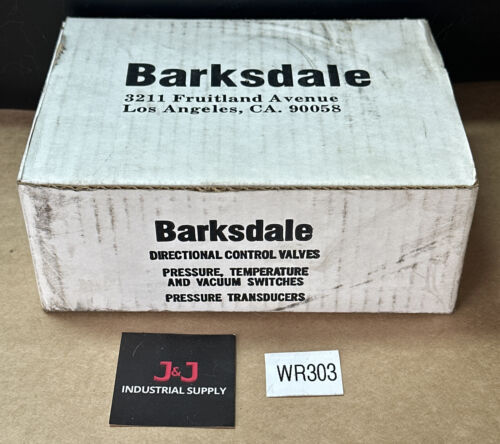 Barksdale
3211 Fruitland Avenue
Los Angeles, CA. 90058
Barksdale
DIRECTIONAL CONTROL VALVES
PRESSURE, TEMPERATURE
AND VACUUM SWITCHES
PRESSURE TRANSDUCERS
J&J
INDUSTRIAL SUPPLY
WR303